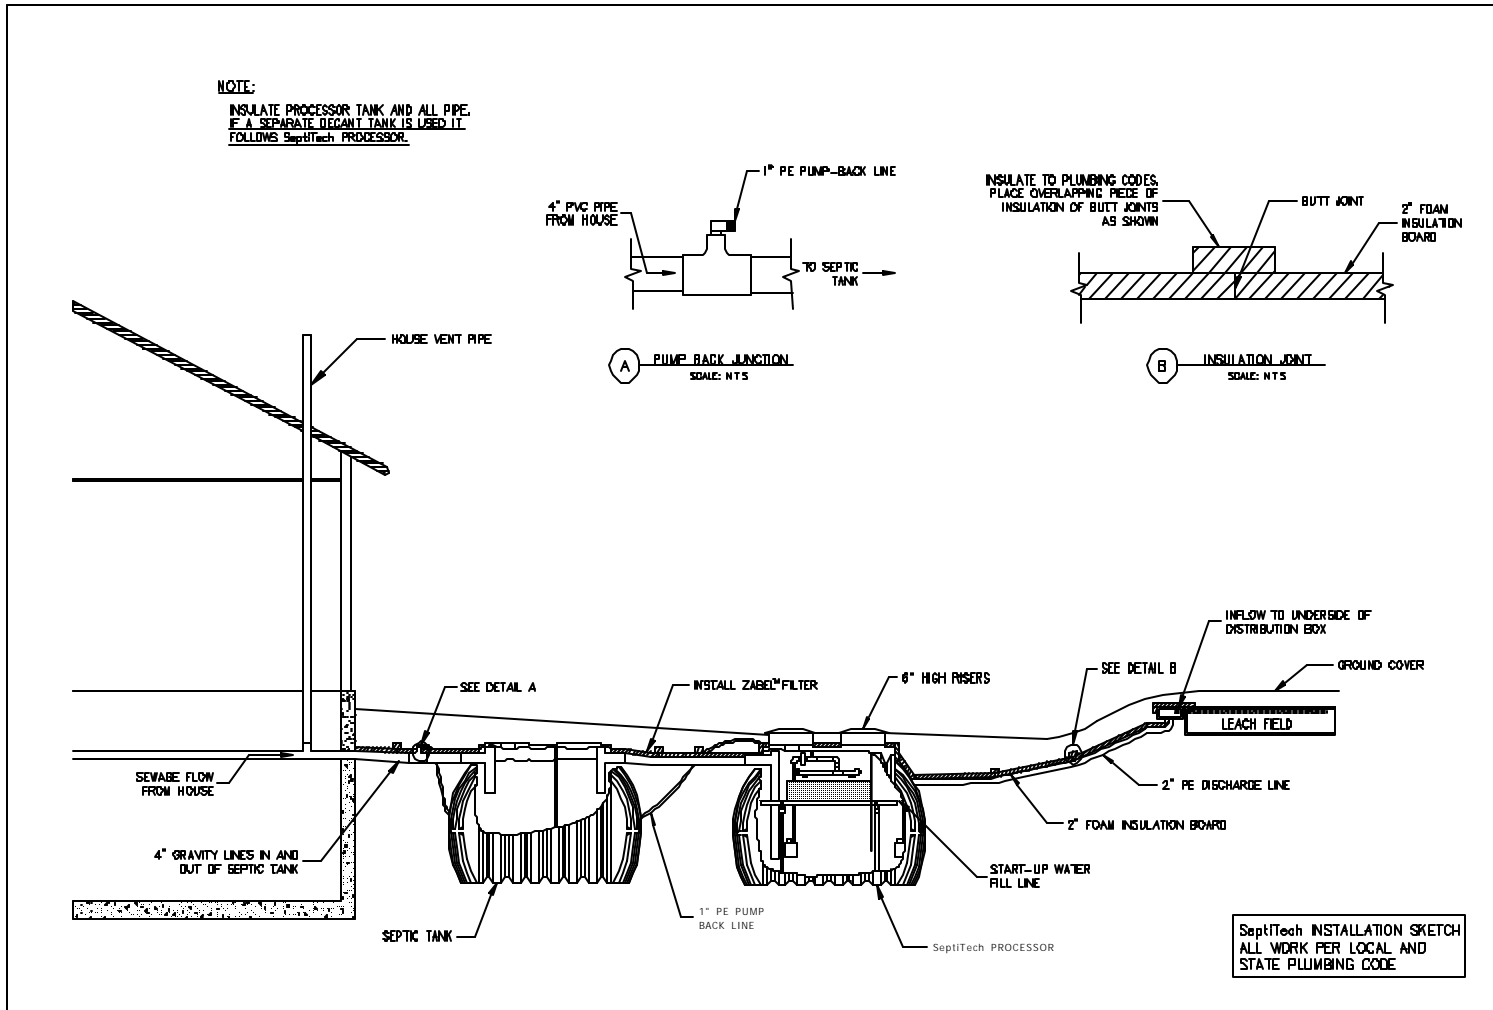 NOTE:
INSULATE PROCESSOR TANK AND ALL PIPE.
IF A SEPARATE DECANT TANK IS USED IT
FOLLOWS SeptiTech PROCESSOR.
1" PE PUMP-BACK LINE
4" PVC PIPE
FROM HOUSE
TO SEPTIC
TANK
A
PUMP BACK JUNCTION
SCALE: NTS
INSULATE TO PLUMBING CODES.
PLACE OVERLAPPING PIECE OF
INSULATION OF BUTT JOINTS
AS SHOWN
BUTT JOINT
2" FOAM
INSULATION
BOARD
B
INSULATION JOINT
SCALE: NTS
HOUSE VENT PIPE
INFLOW TO UNDERSIDE OF
DISTRIBUTION BOX
SEE DETAIL A
INSTALL ZABEL™ FILTER
6" HIGH RISERS
SEE DETAIL B
GROUND COVER
LEACH FIELD
SEWAGE FLOW
FROM HOUSE
2" PE DISCHARGE LINE
2" FOAM INSULATION BOARD
4" GRAVITY LINES IN AND
OUT OF SEPTIC TANK
START-UP WATER
FILL LINE
1" PE PUMP
BACK LINE
SEPTIC TANK
SeptiTech PROCESSOR
SeptiTech INSTALLATION SKETCH
ALL WORK PER LOCAL AND
STATE PLUMBING CODE